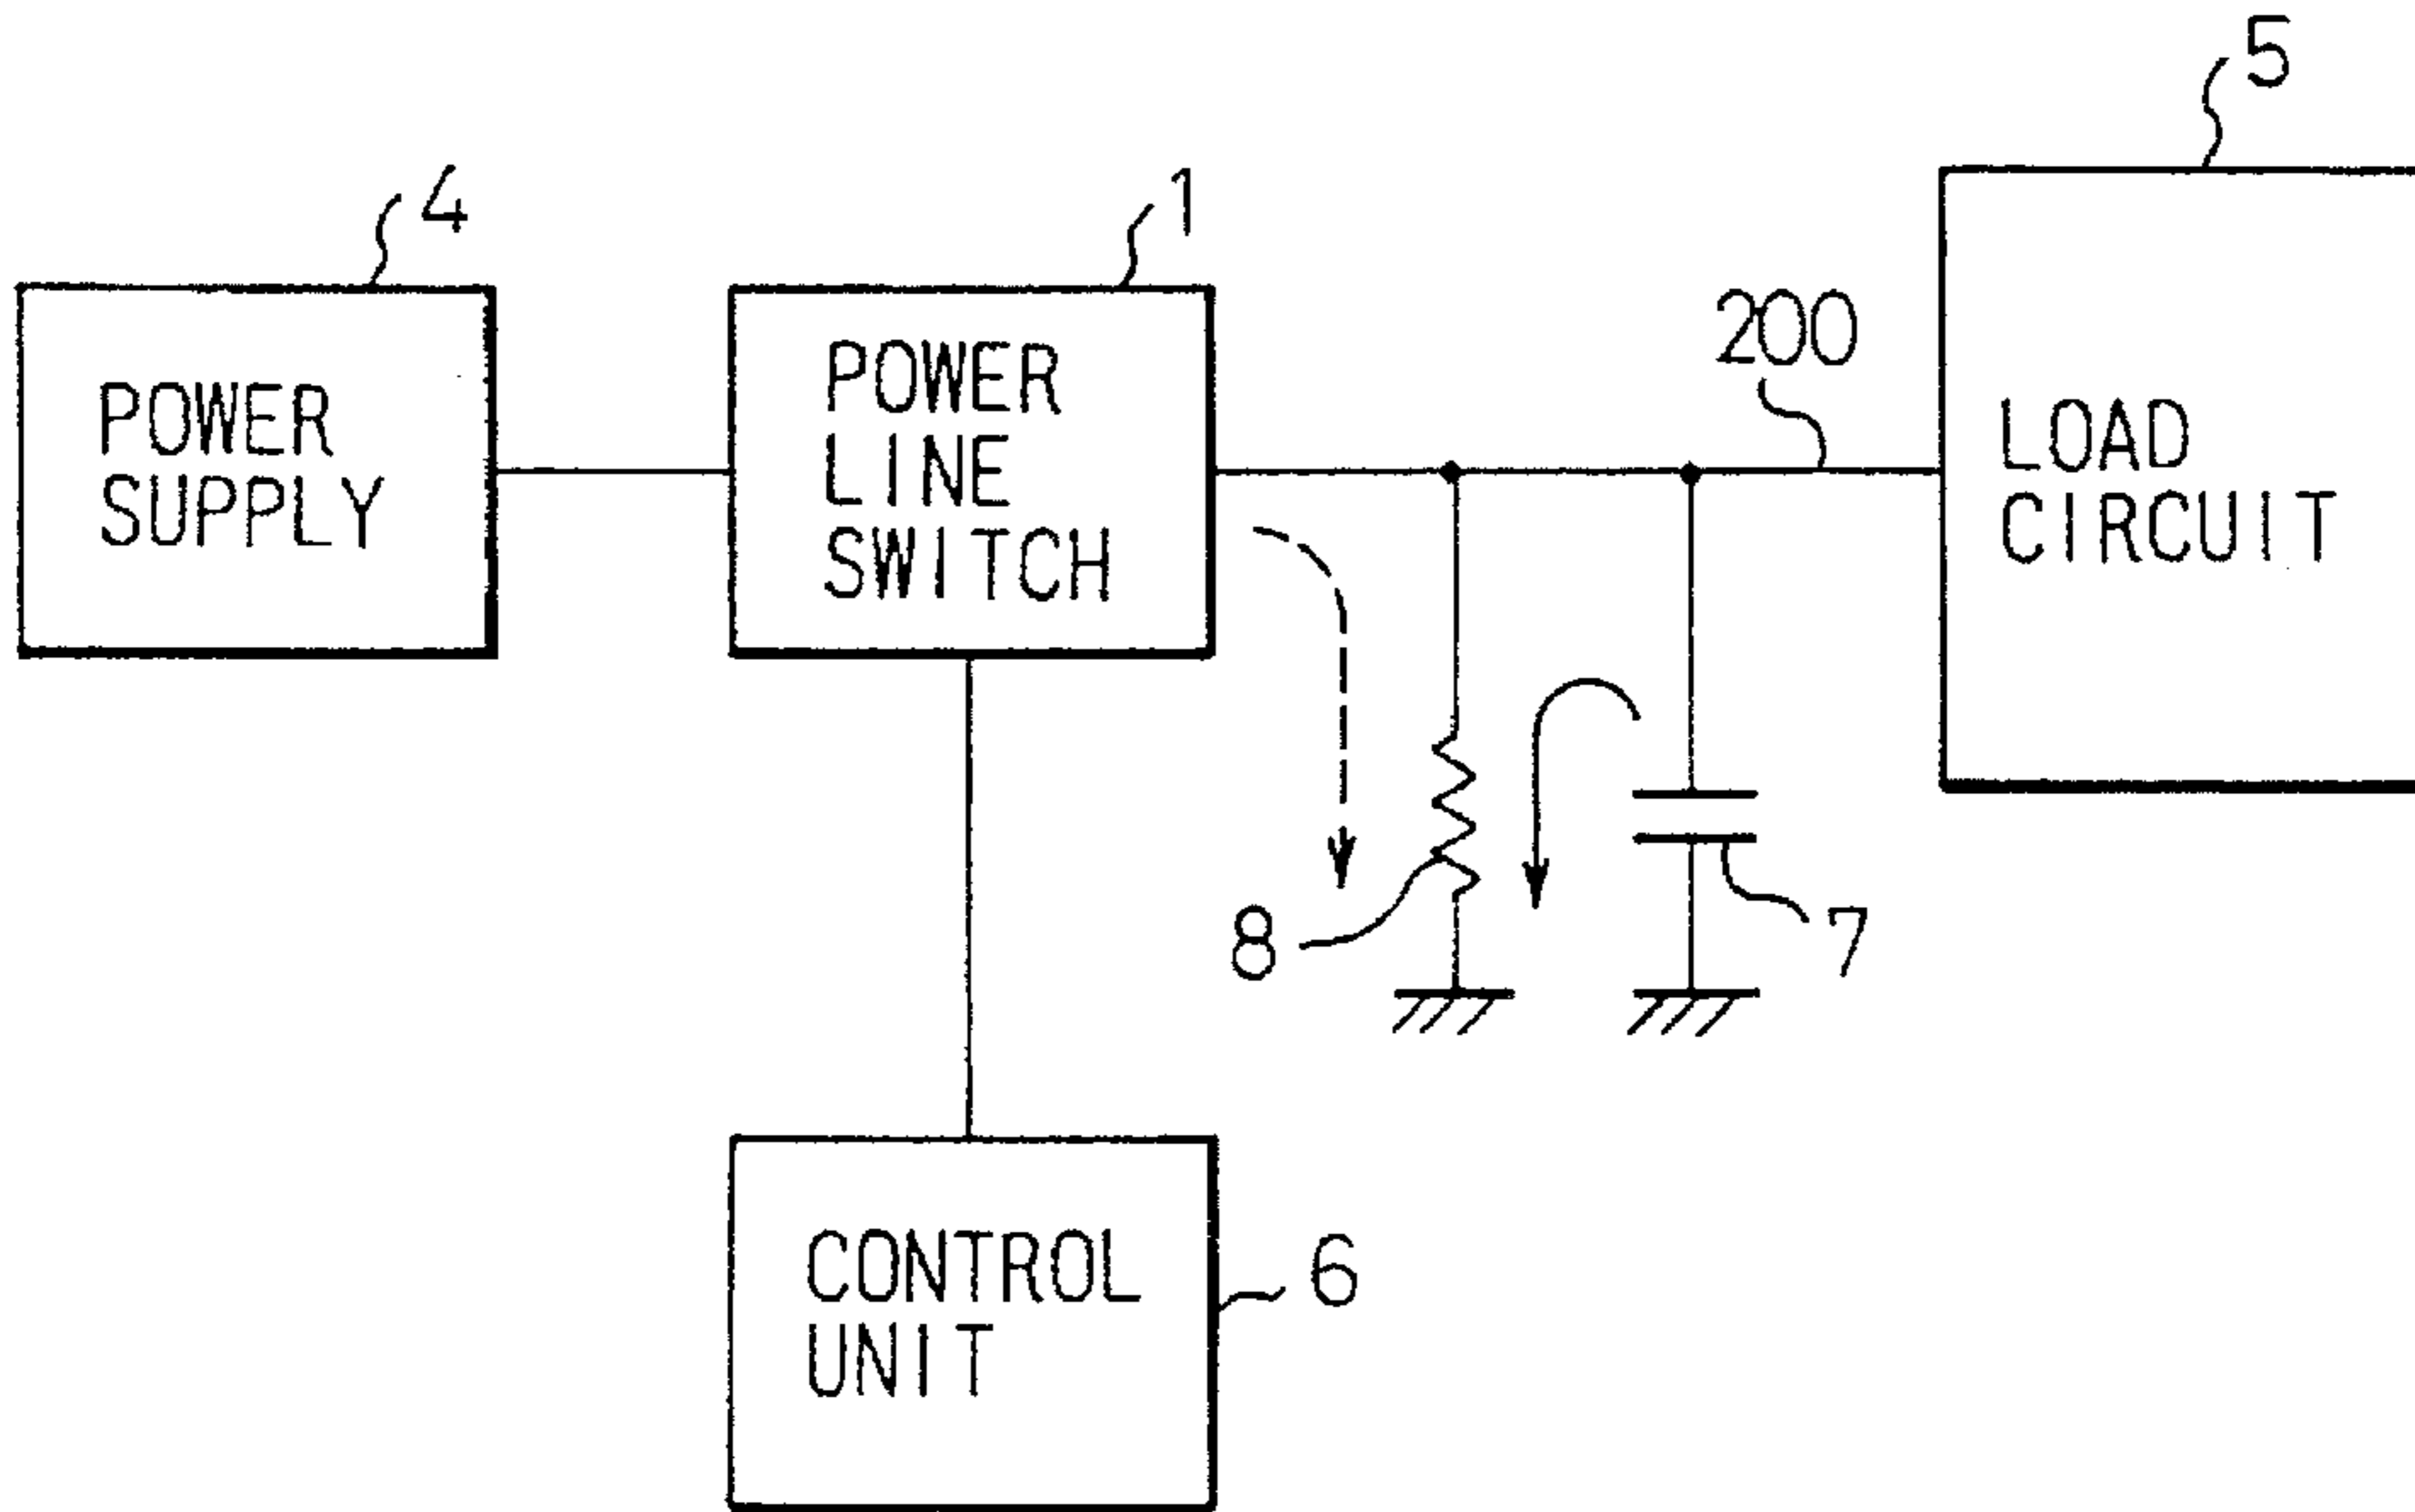 5
4
1
200
POWER
SUPPLY
POWER
LINE
SWITCH
LOAD
CIRCUIT
8
7
CONTROL
UNIT
6